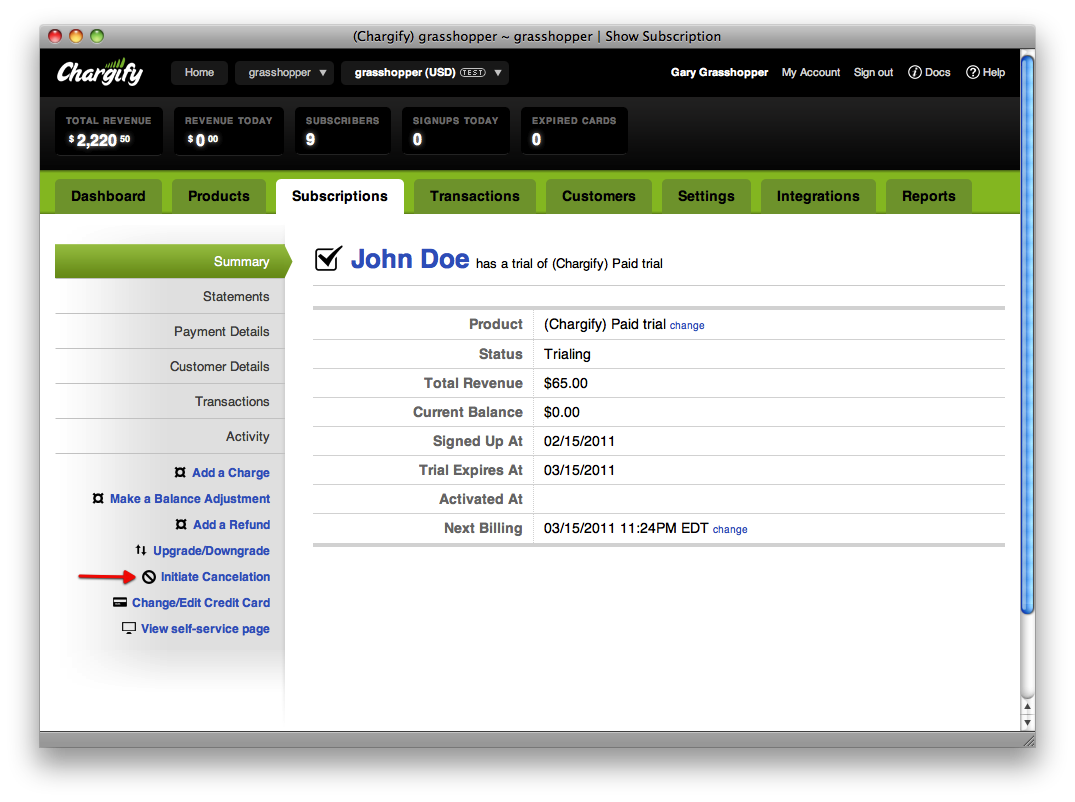 (Chargify) grasshopper ~ grasshopper | Show Subscription
Chargify Home grasshopper grasshopper (USD) TEST Gary Grasshopper My Account Sign out i Docs ? Help
TOTAL REVENUE REVENUE TODAY SUBSCRIBERS SIGNUPS TODAY EXPIRED CARDS
$ 2,220 50 $ 0 00 9 0 0
Dashboard Products Subscriptions Transactions Customers Settings Integrations Reports
Summary
Statements
Payment Details
Customer Details
Transactions
Activity
Add a Charge
Make a Balance Adjustment
Add a Refund
Upgrade/Downgrade
Initiate Cancelation
Change/Edit Credit Card
View self-service page
John Doe has a trial of (Chargify) Paid trial
Product (Chargify) Paid trial change
Status Trialing
Total Revenue $65.00
Current Balance $0.00
Signed Up At 02/15/2011
Trial Expires At 03/15/2011
Activated At
Next Billing 03/15/2011 11:24PM EDT change